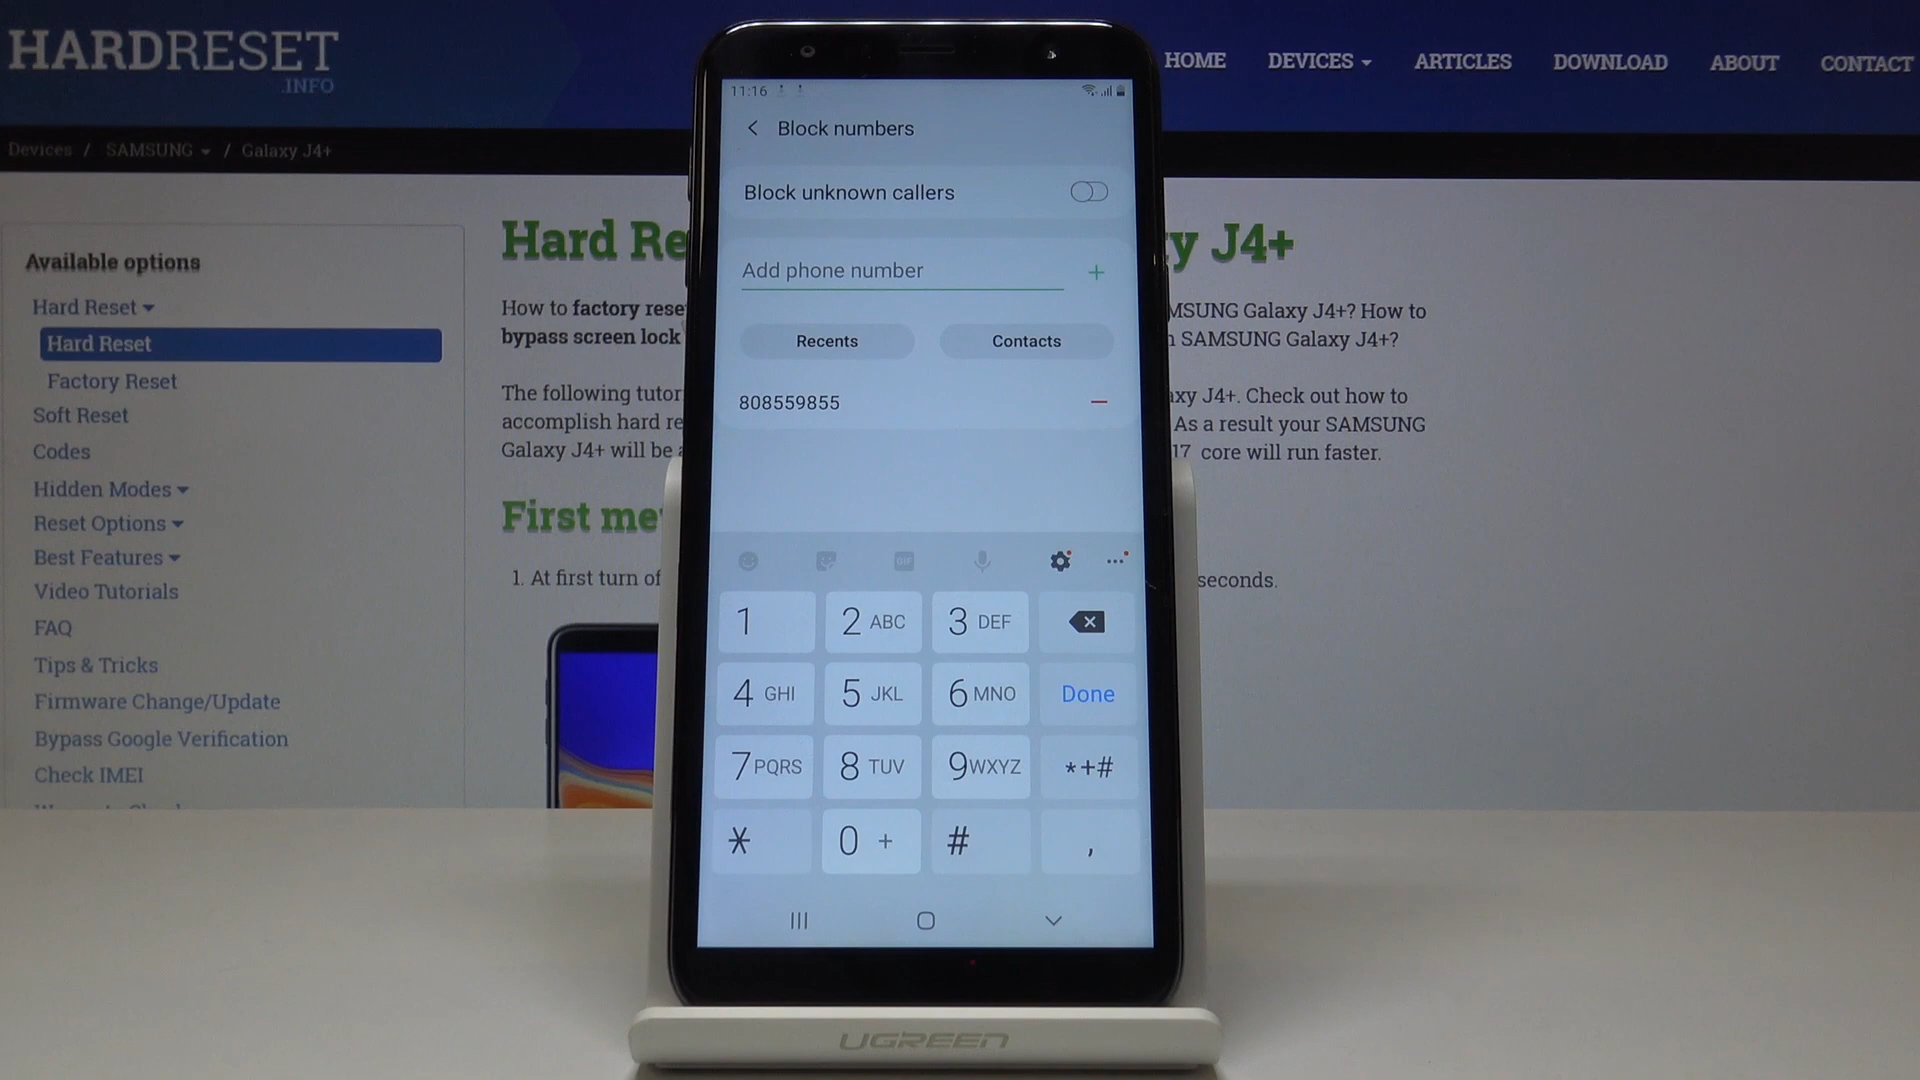 HARDRESET
.INFO
HOME DEVICES ARTICLES DOWNLOAD ABOUT CONTACT
Devices / SAMSUNG / Galaxy J4+
Available options
Hard Reset
Hard Reset
Factory Reset
Soft Reset
Codes
Hidden Modes
Reset Options
Best Features
Video Tutorials
FAQ
Tips & Tricks
Firmware Change/Update
Bypass Google Verification
Check IMEI
Hard Re
y J4+
How to factory rese
SAMSUNG Galaxy J4+? How to
bypass screen lock
SAMSUNG Galaxy J4+?
The following tutor
axy J4+. Check out how to
accomplish hard re
As a result your SAMSUNG
Galaxy J4+ will be
17 core will run faster.
First me
1. At first turn of
seconds.
11:16
Block numbers
Block unknown callers
Add phone number +
Recents Contacts
808559855
GIF
1 2 ABC 3 DEF
4 GHI 5 JKL 6 MNO Done
7 PQRS 8 TUV 9 WXYZ *+#
* 0 + # ,
UGREEN